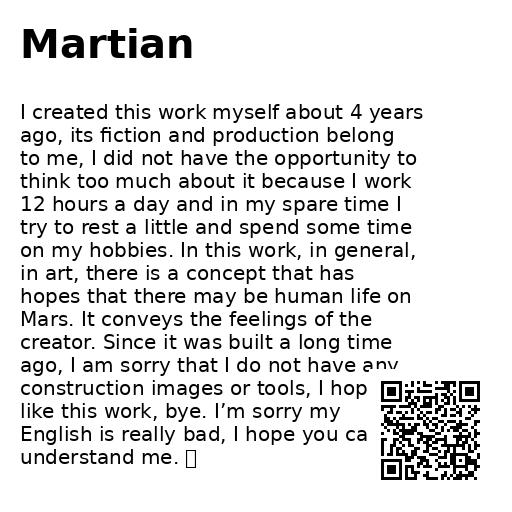 Martian
I created this work myself about 4 years
ago, its fiction and production belong
to me, I did not have the opportunity to
think too much about it because I work
12 hours a day and in my spare time I
try to rest a little and spend some time
on my hobbies. In this work, in general,
in art, there is a concept that has
hopes that there may be human life on
Mars. It conveys the feelings of the
creator. Since it was built a long time
ago, I am sorry that I do not have any
construction images or tools, I hop
like this work, bye. I’m sorry my
English is really bad, I hope you ca
understand me.